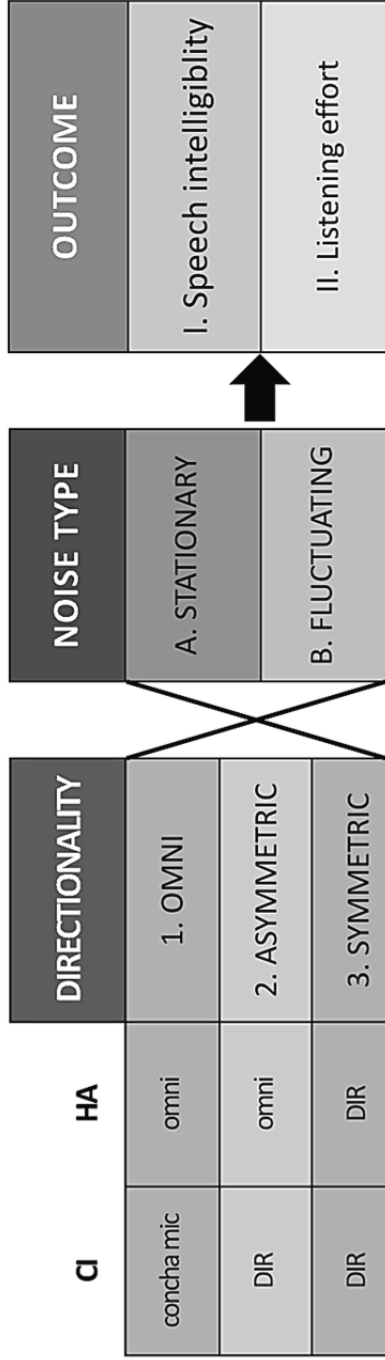 CI
HA
DIRECTIONALITY
NOISE TYPE
OUTCOME
concha mic
omni
1. OMNI
A. STATIONARY
I. Speech intelligiblity
DIR
omni
2. ASYMMETRIC
B. FLUCTUATING
II. Listening effort
DIR
DIR
3. SYMMETRIC